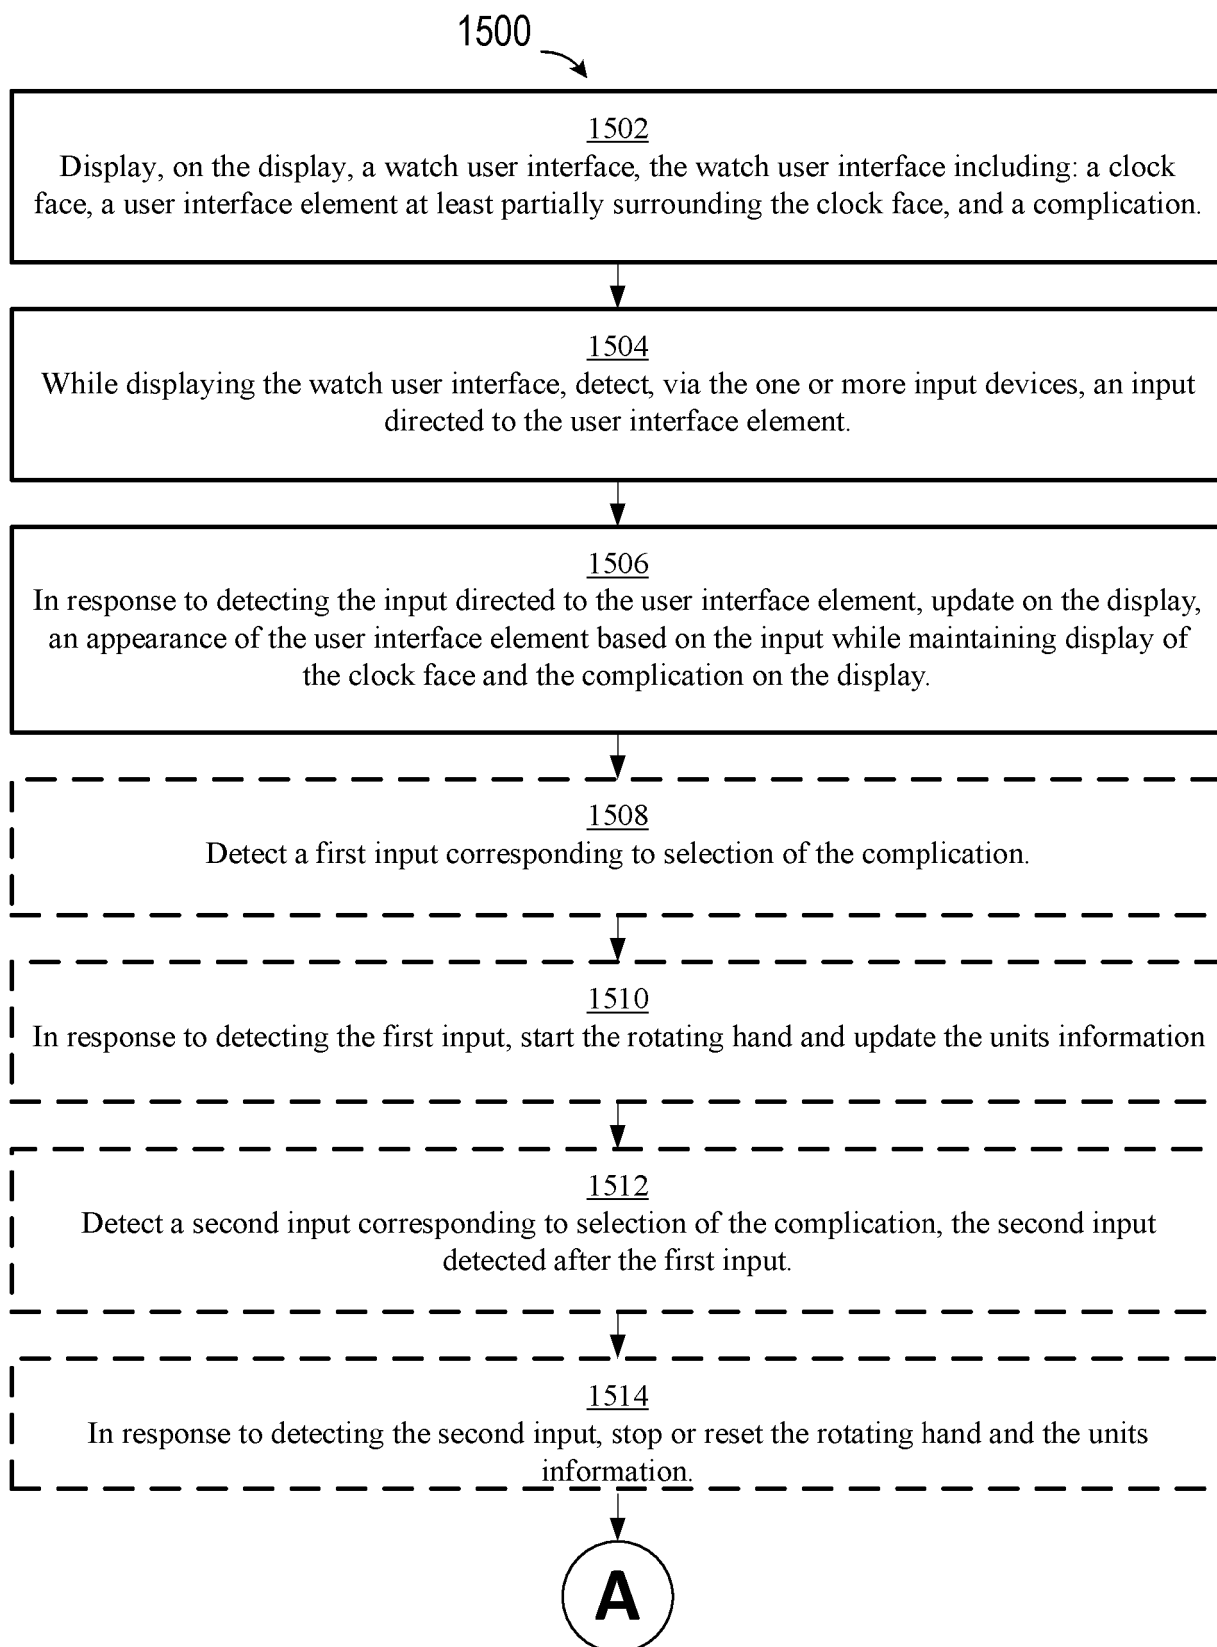 1500
1502
Display, on the display, a watch user interface, the watch user interface including: a clock
face, a user interface element at least partially surrounding the clock face, and a complication.
1504
While displaying the watch user interface, detect, via the one or more input devices, an input
directed to the user interface element.
1506
In response to detecting the input directed to the user interface element, update on the display,
an appearance of the user interface element based on the input while maintaining display of
the clock face and the complication on the display.
1508
Detect a first input corresponding to selection of the complication.
1510
In response to detecting the first input, start the rotating hand and update the units information
1512
Detect a second input corresponding to selection of the complication, the second input
detected after the first input.
1514
In response to detecting the second input, stop or reset the rotating hand and the units
information.
A